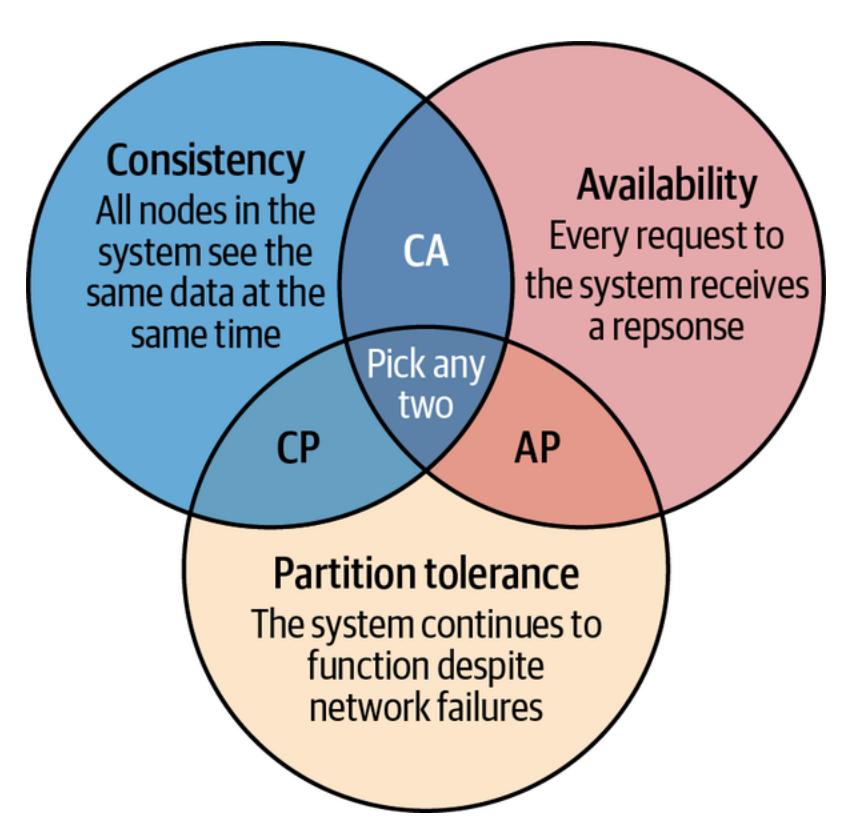 Consistency
All nodes in the
system see the
same data at the
same time
CA
Availability
Every request to
the system receives
a repsonse
Pick any
two
CP
AP
Partition tolerance
The system continues to
function despite
network failures